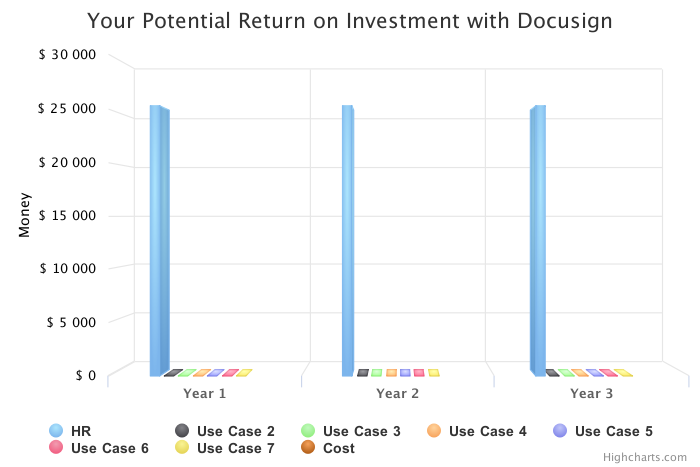 Your Potential Return on Investment with Docusign
$ 30 000
$ 25 000
$ 20 000
$ 15 000
$ 10 000
$ 5 000
$ 0
Money
Year 1 Year 2 Year 3
HR Use Case 2 Use Case 3 Use Case 4 Use Case 5
Use Case 6 Use Case 7 Cost
Highcharts.com